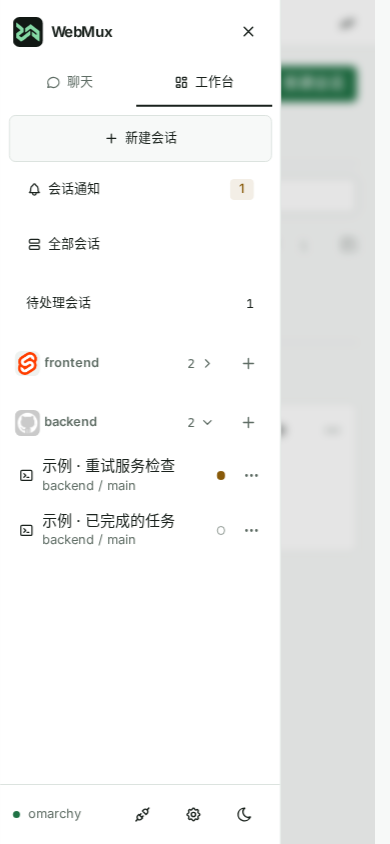 WebMux
聊天
工作台
新建会话
会话通知 1
全部会话
待处理会话 1
frontend 2
backend 2
示例 · 重试服务检查
backend / main
示例 · 已完成的任务
backend / main
omarchy